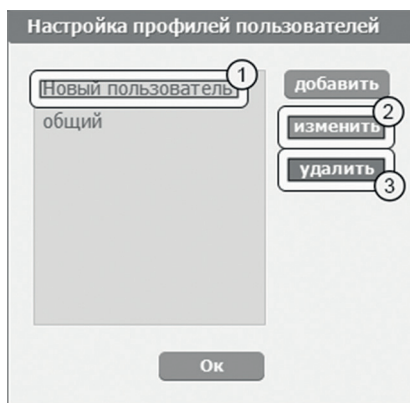 Настройка профилей пользователей
1
Новый пользователь
добавить
общий
2
изменить
удалить
3
Ок